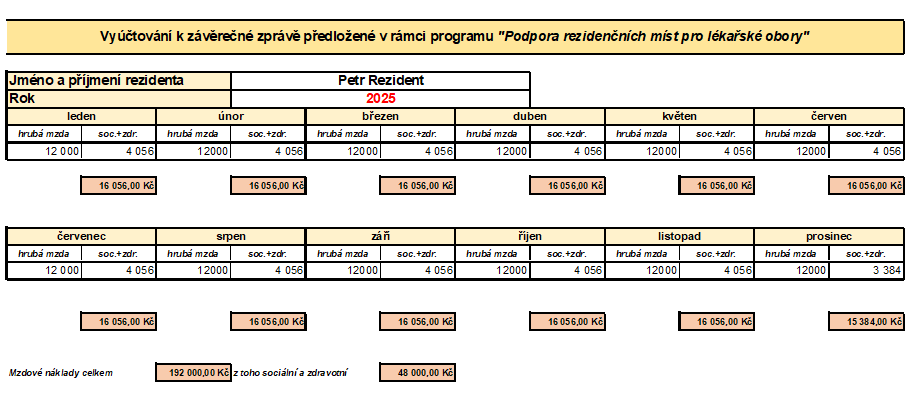 Vyúčtování k závěrečné zprávě předložené v rámci programu "Podpora rezidenčních míst pro lékařské obory"
Jméno a příjmení rezidenta Petr Rezident
Rok 2025
leden únor březen duben květen červen
hrubá mzda soc.+zdr. hrubá mzda soc.+zdr. hrubá mzda soc.+zdr. hrubá mzda soc.+zdr. hrubá mzda soc.+zdr. hrubá mzda soc.+zdr.
12 000 4 056 12000 4 056 12000 4 056 12000 4 056 12000 4 056 12000 4 056
16 056,00 Kč 16 056,00 Kč 16 056,00 Kč 16 056,00 Kč 16 056,00 Kč 16 056,00 Kč
červenec srpen září říjen listopad prosinec
hrubá mzda soc.+zdr. hrubá mzda soc.+zdr. hrubá mzda soc.+zdr. hrubá mzda soc.+zdr. hrubá mzda soc.+zdr. hrubá mzda soc.+zdr.
12 000 4 056 12000 4 056 12000 4 056 12000 4 056 12000 4 056 12000 3 384
16 056,00 Kč 16 056,00 Kč 16 056,00 Kč 16 056,00 Kč 16 056,00 Kč 15 384,00 Kč
Mzdové náklady celkem 192 000,00 Kč z toho sociální a zdravotní 48 000,00 Kč